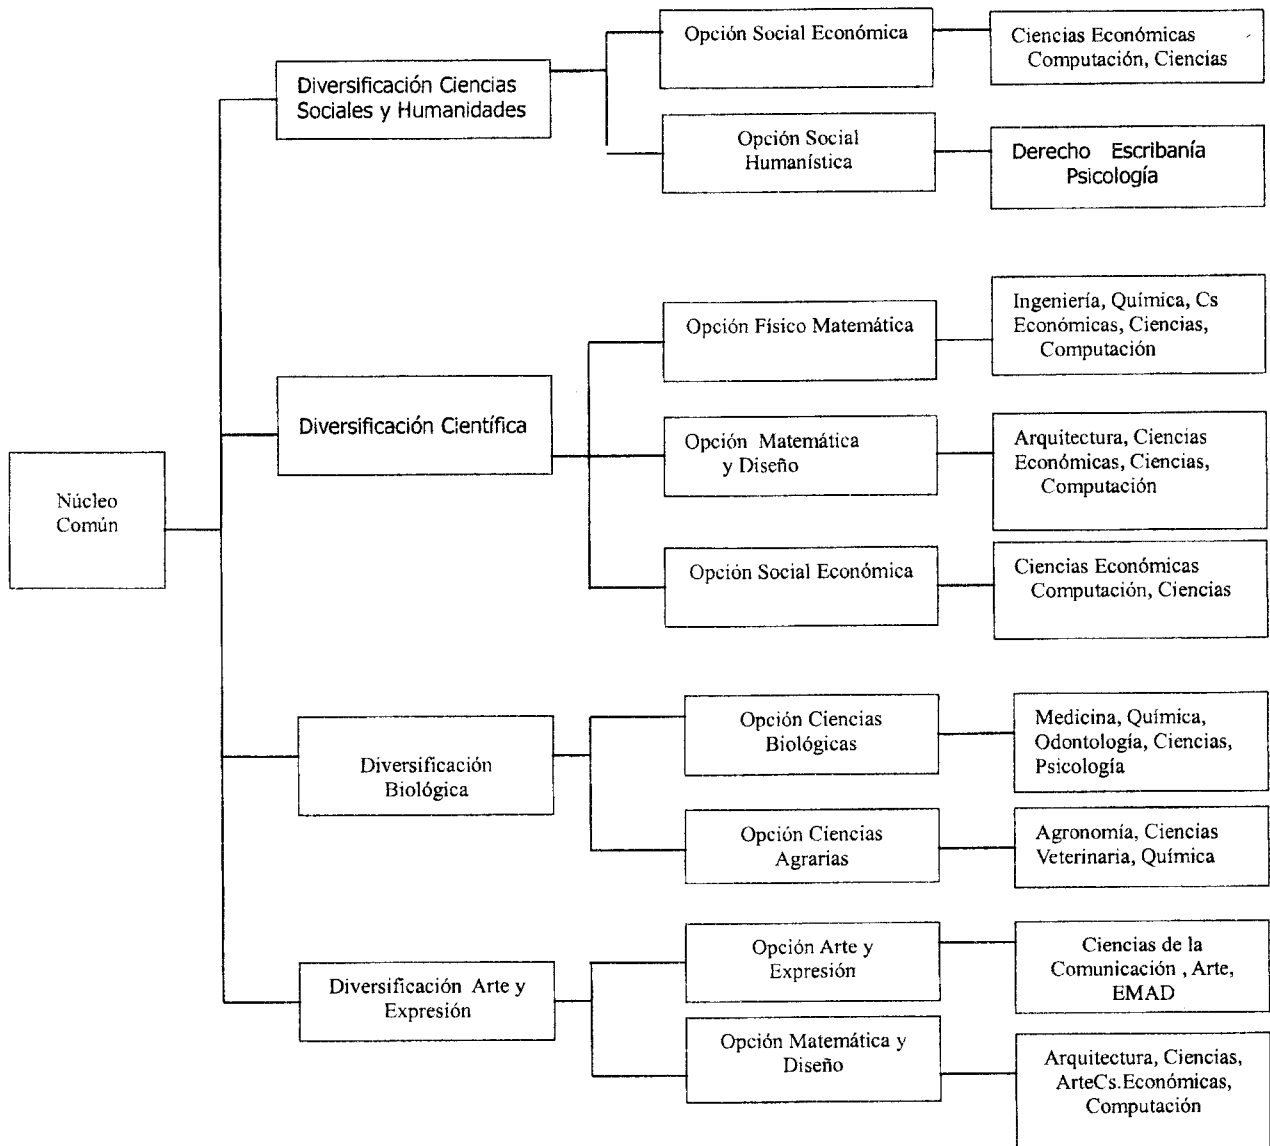 Núcleo
Común
Diversificación Ciencias
Sociales y Humanidades
Opción Social Económica
Ciencias Económicas
Computación, Ciencias
Opción Social
Humanística
Derecho Escribanía
Psicología
Diversificación Científica
Opción Físico Matemática
Ingeniería, Química, Cs
Económicas, Ciencias,
Computación
Opción Matemática
y Diseño
Arquitectura, Ciencias
Económicas, Ciencias,
Computación
Opción Social Económica
Ciencias Económicas
Computación, Ciencias
Diversificación
Biológica
Opción Ciencias
Biológicas
Medicina, Química,
Odontología, Ciencias,
Psicología
Opción Ciencias
Agrarias
Agronomía, Ciencias
Veterinaria, Química
Diversificación Arte y
Expresión
Opción Arte y
Expresión
Ciencias de la
Comunicación , Arte,
EMAD
Opción Matemática y
Diseño
Arquitectura, Ciencias,
ArteCs.Económicas,
Computación